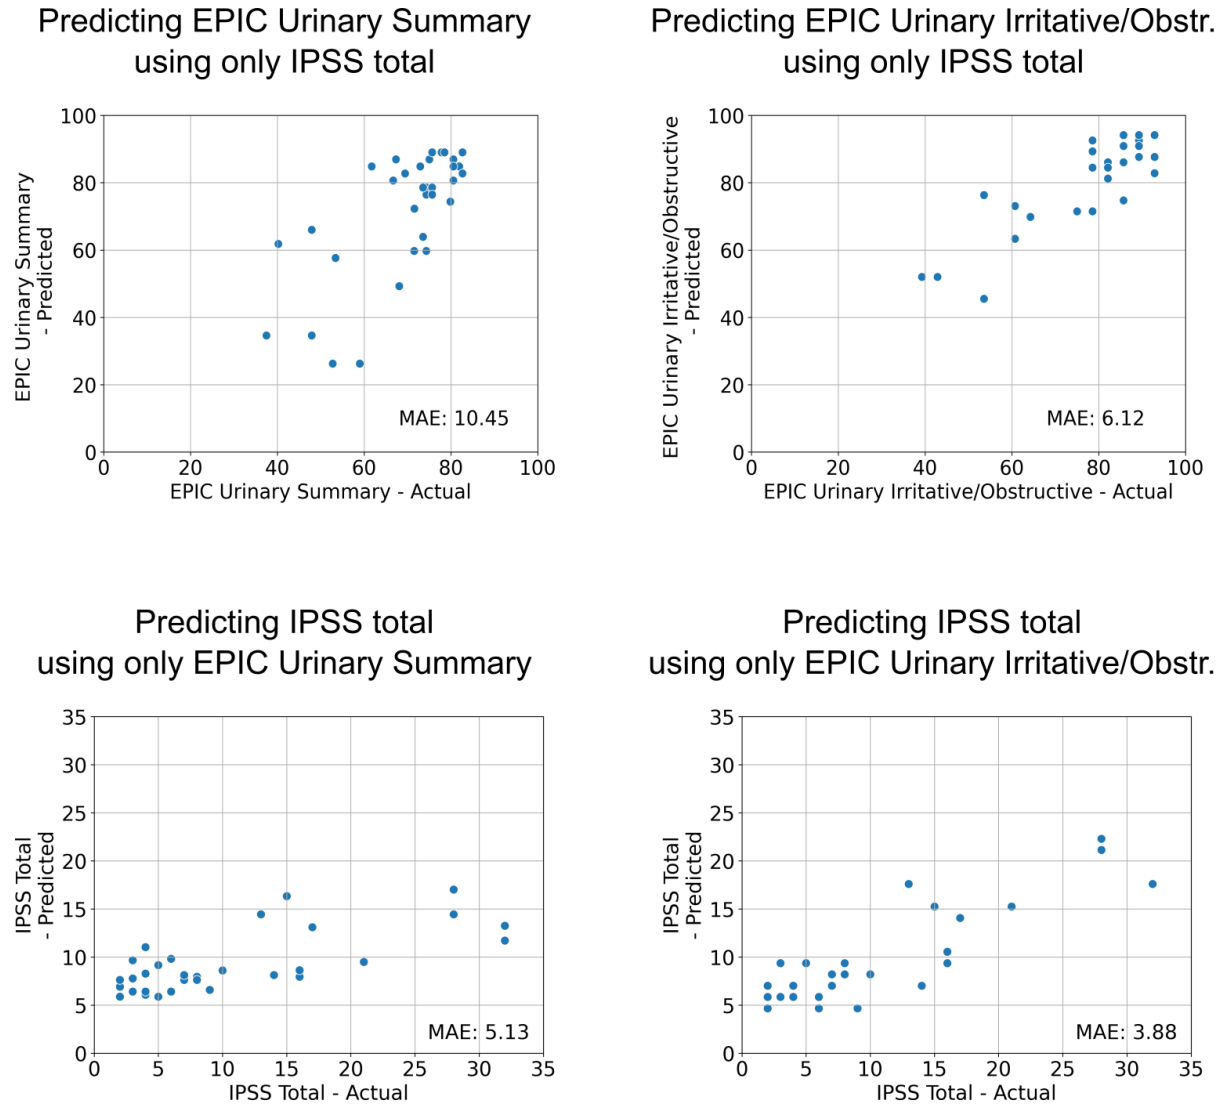 Predicting EPIC Urinary Summary
using only IPSS total
EPIC Urinary Summary
- Predicted
100
80
60
40
20
0
MAE: 10.45
0 20 40 60 80 100
EPIC Urinary Summary - Actual
Predicting EPIC Urinary Irritative/Obstr.
using only IPSS total
EPIC Urinary Irritative/Obstructive
- Predicted
100
80
60
40
20
0
MAE: 6.12
0 20 40 60 80 100
EPIC Urinary Irritative/Obstructive - Actual
Predicting IPSS total
using only EPIC Urinary Summary
IPSS Total
- Predicted
35
30
25
20
15
10
5
0
MAE: 5.13
0 5 10 15 20 25 30 35
IPSS Total - Actual
Predicting IPSS total
using only EPIC Urinary Irritative/Obstr.
IPSS Total
- Predicted
35
30
25
20
15
10
5
0
MAE: 3.88
0 5 10 15 20 25 30 35
IPSS Total - Actual